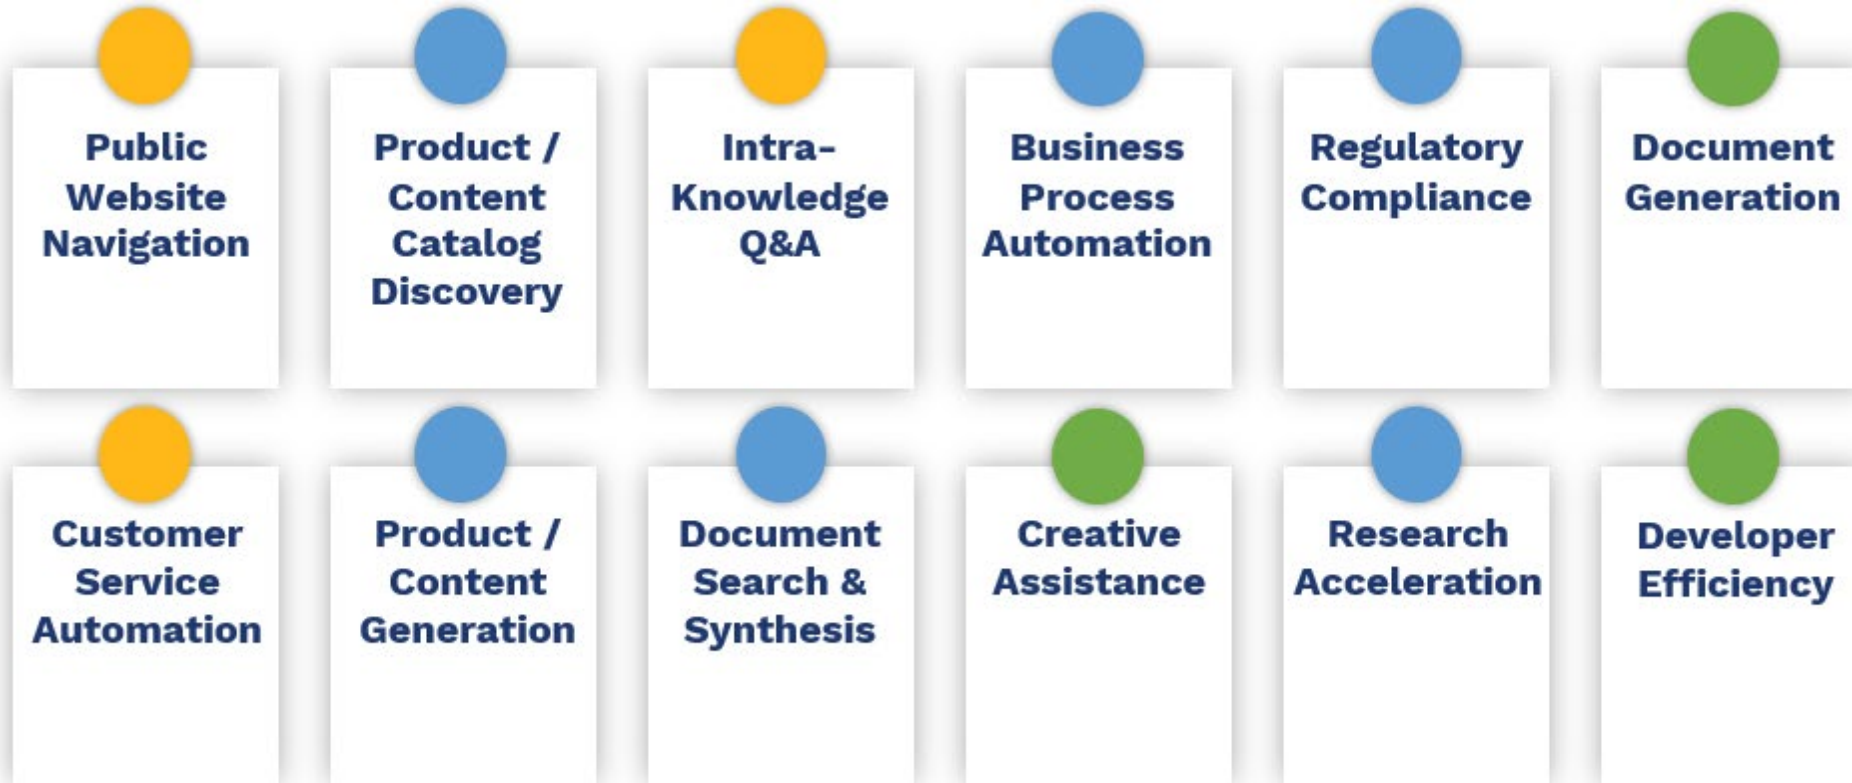 Public
Website
Navigation
Product /
Content
Catalog
Discovery
Intra-
Knowledge
Q&A
Business
Process
Automation
Regulatory
Compliance
Document
Generation
Customer
Service
Automation
Product /
Content
Generation
Document
Search &
Synthesis
Creative
Assistance
Research
Acceleration
Developer
Efficiency